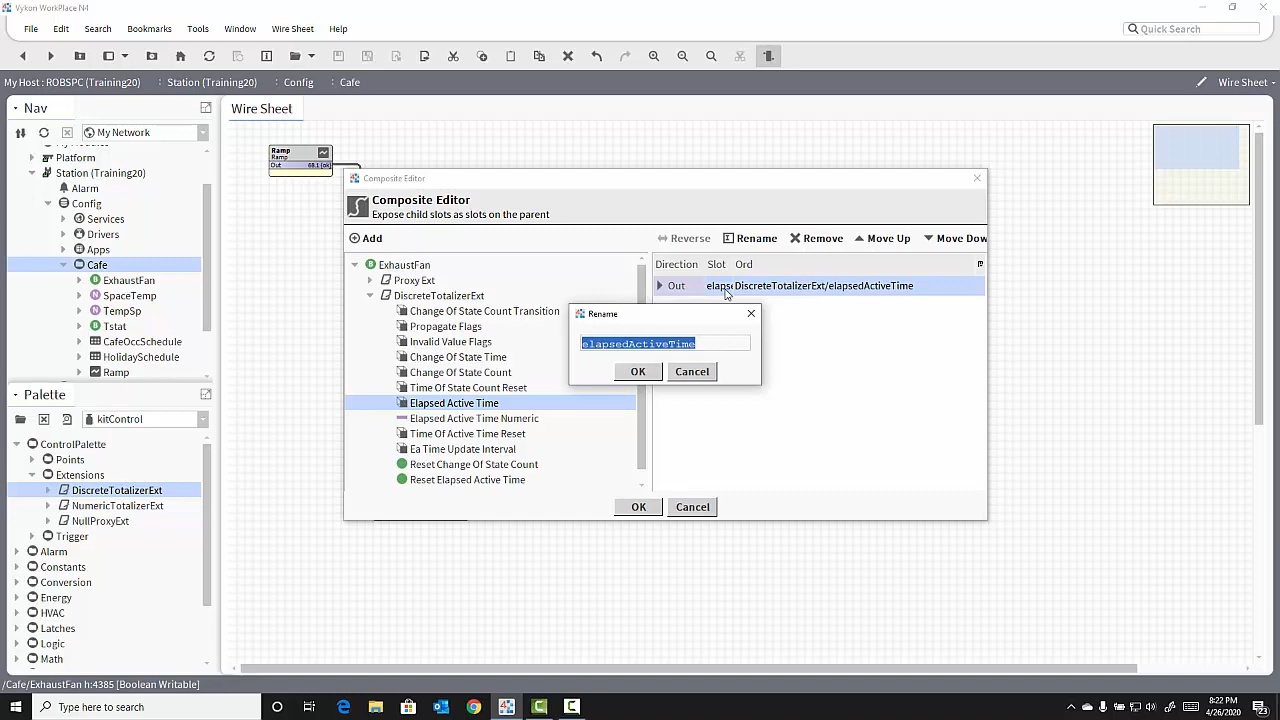 Vykon WorkPlace N4
File Edit Search Bookmarks Tools Window Wire Sheet Help
Quick Search
My Host : ROBSPC (Training20) : Station (Training20) : Config : Cafe
Wire Sheet
Nav
My Network
Platform
Station (Training20)
Alarm
Config
Services
Drivers
Apps
Cafe
ExhaustFan
SpaceTemp
TempSp
Tstat
CafeOccSchedule
HolidaySchedule
Ramp
Palette
kitControl
ControlPalette
Points
Extensions
DiscreteTotalizerExt
NumericTotalizerExt
NullProxyExt
Trigger
Alarm
Constants
Conversion
Energy
HVAC
Latches
Logic
Math
Wire Sheet
Ramp
Ramp
Out 68.1 {ok}
Composite Editor
Composite Editor
Expose child slots as slots on the parent
Add
Reverse Rename Remove Move Up Move Dow
ExhaustFan
Proxy Ext
DiscreteTotalizerExt
Change Of State Count Transition
Propagate Flags
Invalid Value Flags
Change Of State Time
Change Of State Count
Time Of State Count Reset
Elapsed Active Time
Elapsed Active Time Numeric
Time Of Active Time Reset
Ea Time Update Interval
Reset Change Of State Count
Reset Elapsed Active Time
Direction Slot Ord
Out elaps DiscreteTotalizerExt/elapsedActiveTime
Rename
elapsedActiveTime
OK Cancel
OK Cancel
/Cafe/ExhaustFan h:4385 [Boolean Writable]
Type here to search
8:22 PM
4/26/2020